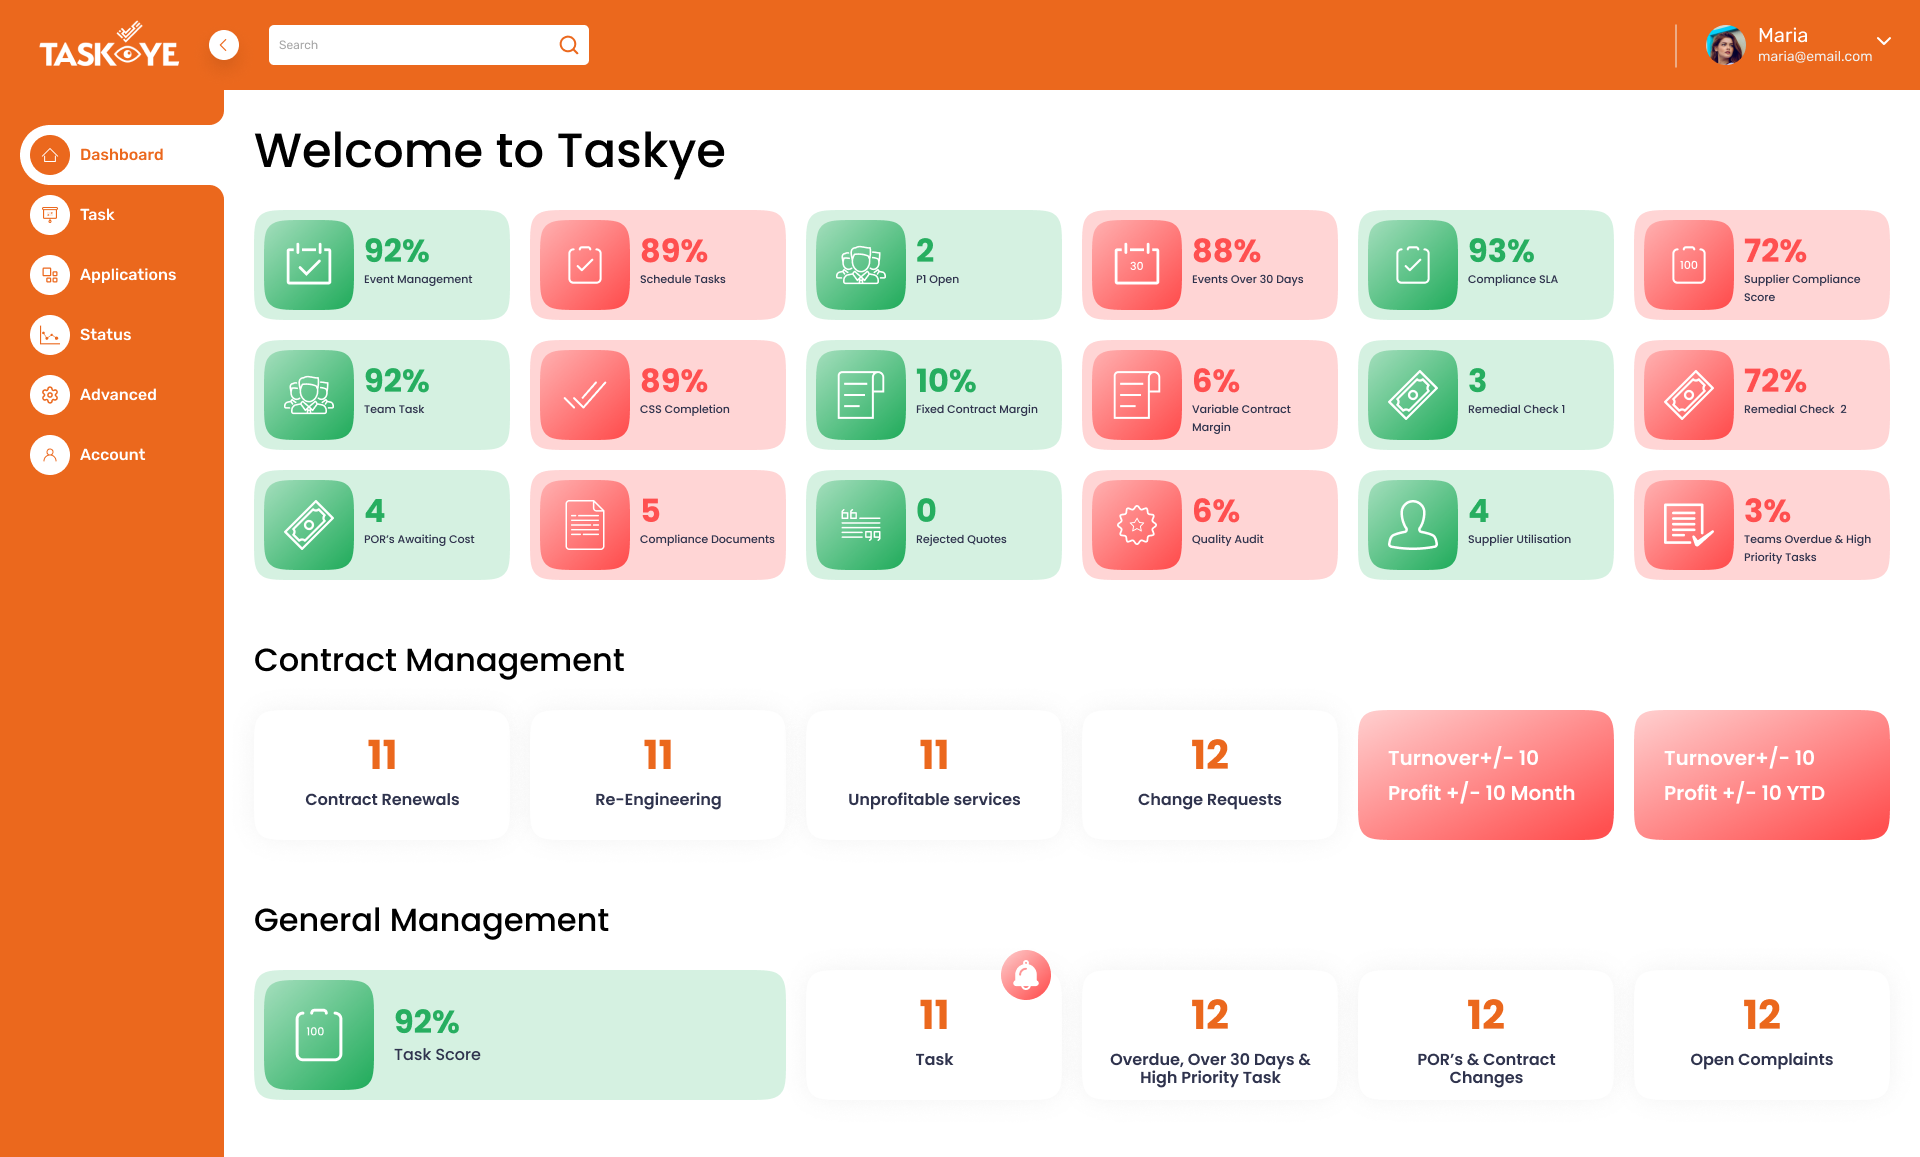 TASKEYE
Search
Maria
maria@email.com
Dashboard
Task
Applications
Status
Advanced
Account
Welcome to Taskye
92%
Event Management
89%
Schedule Tasks
2
P1 Open
30
88%
Events Over 30 Days
93%
Compliance SLA
100
72%
Supplier Compliance
Score
92%
Team Task
89%
CSS Completion
10%
Fixed Contract Margin
6%
Variable Contract
Margin
3
Remedial Check 1
72%
Remedial Check 2
4
POR's Awaiting Cost
5
Compliance Documents
0
Rejected Quotes
6%
Quality Audit
4
Supplier Utilisation
3%
Teams Overdue & High
Priority Tasks
Contract Management
11
Contract Renewals
11
Re-Engineering
11
Unprofitable services
12
Change Requests
Turnover+/- 10
Profit +/- 10 Month
Turnover+/- 10
Profit +/- 10 YTD
General Management
100
92%
Task Score
11
Task
12
Overdue, Over 30 Days &
High Priority Task
12
POR's & Contract
Changes
12
Open Complaints